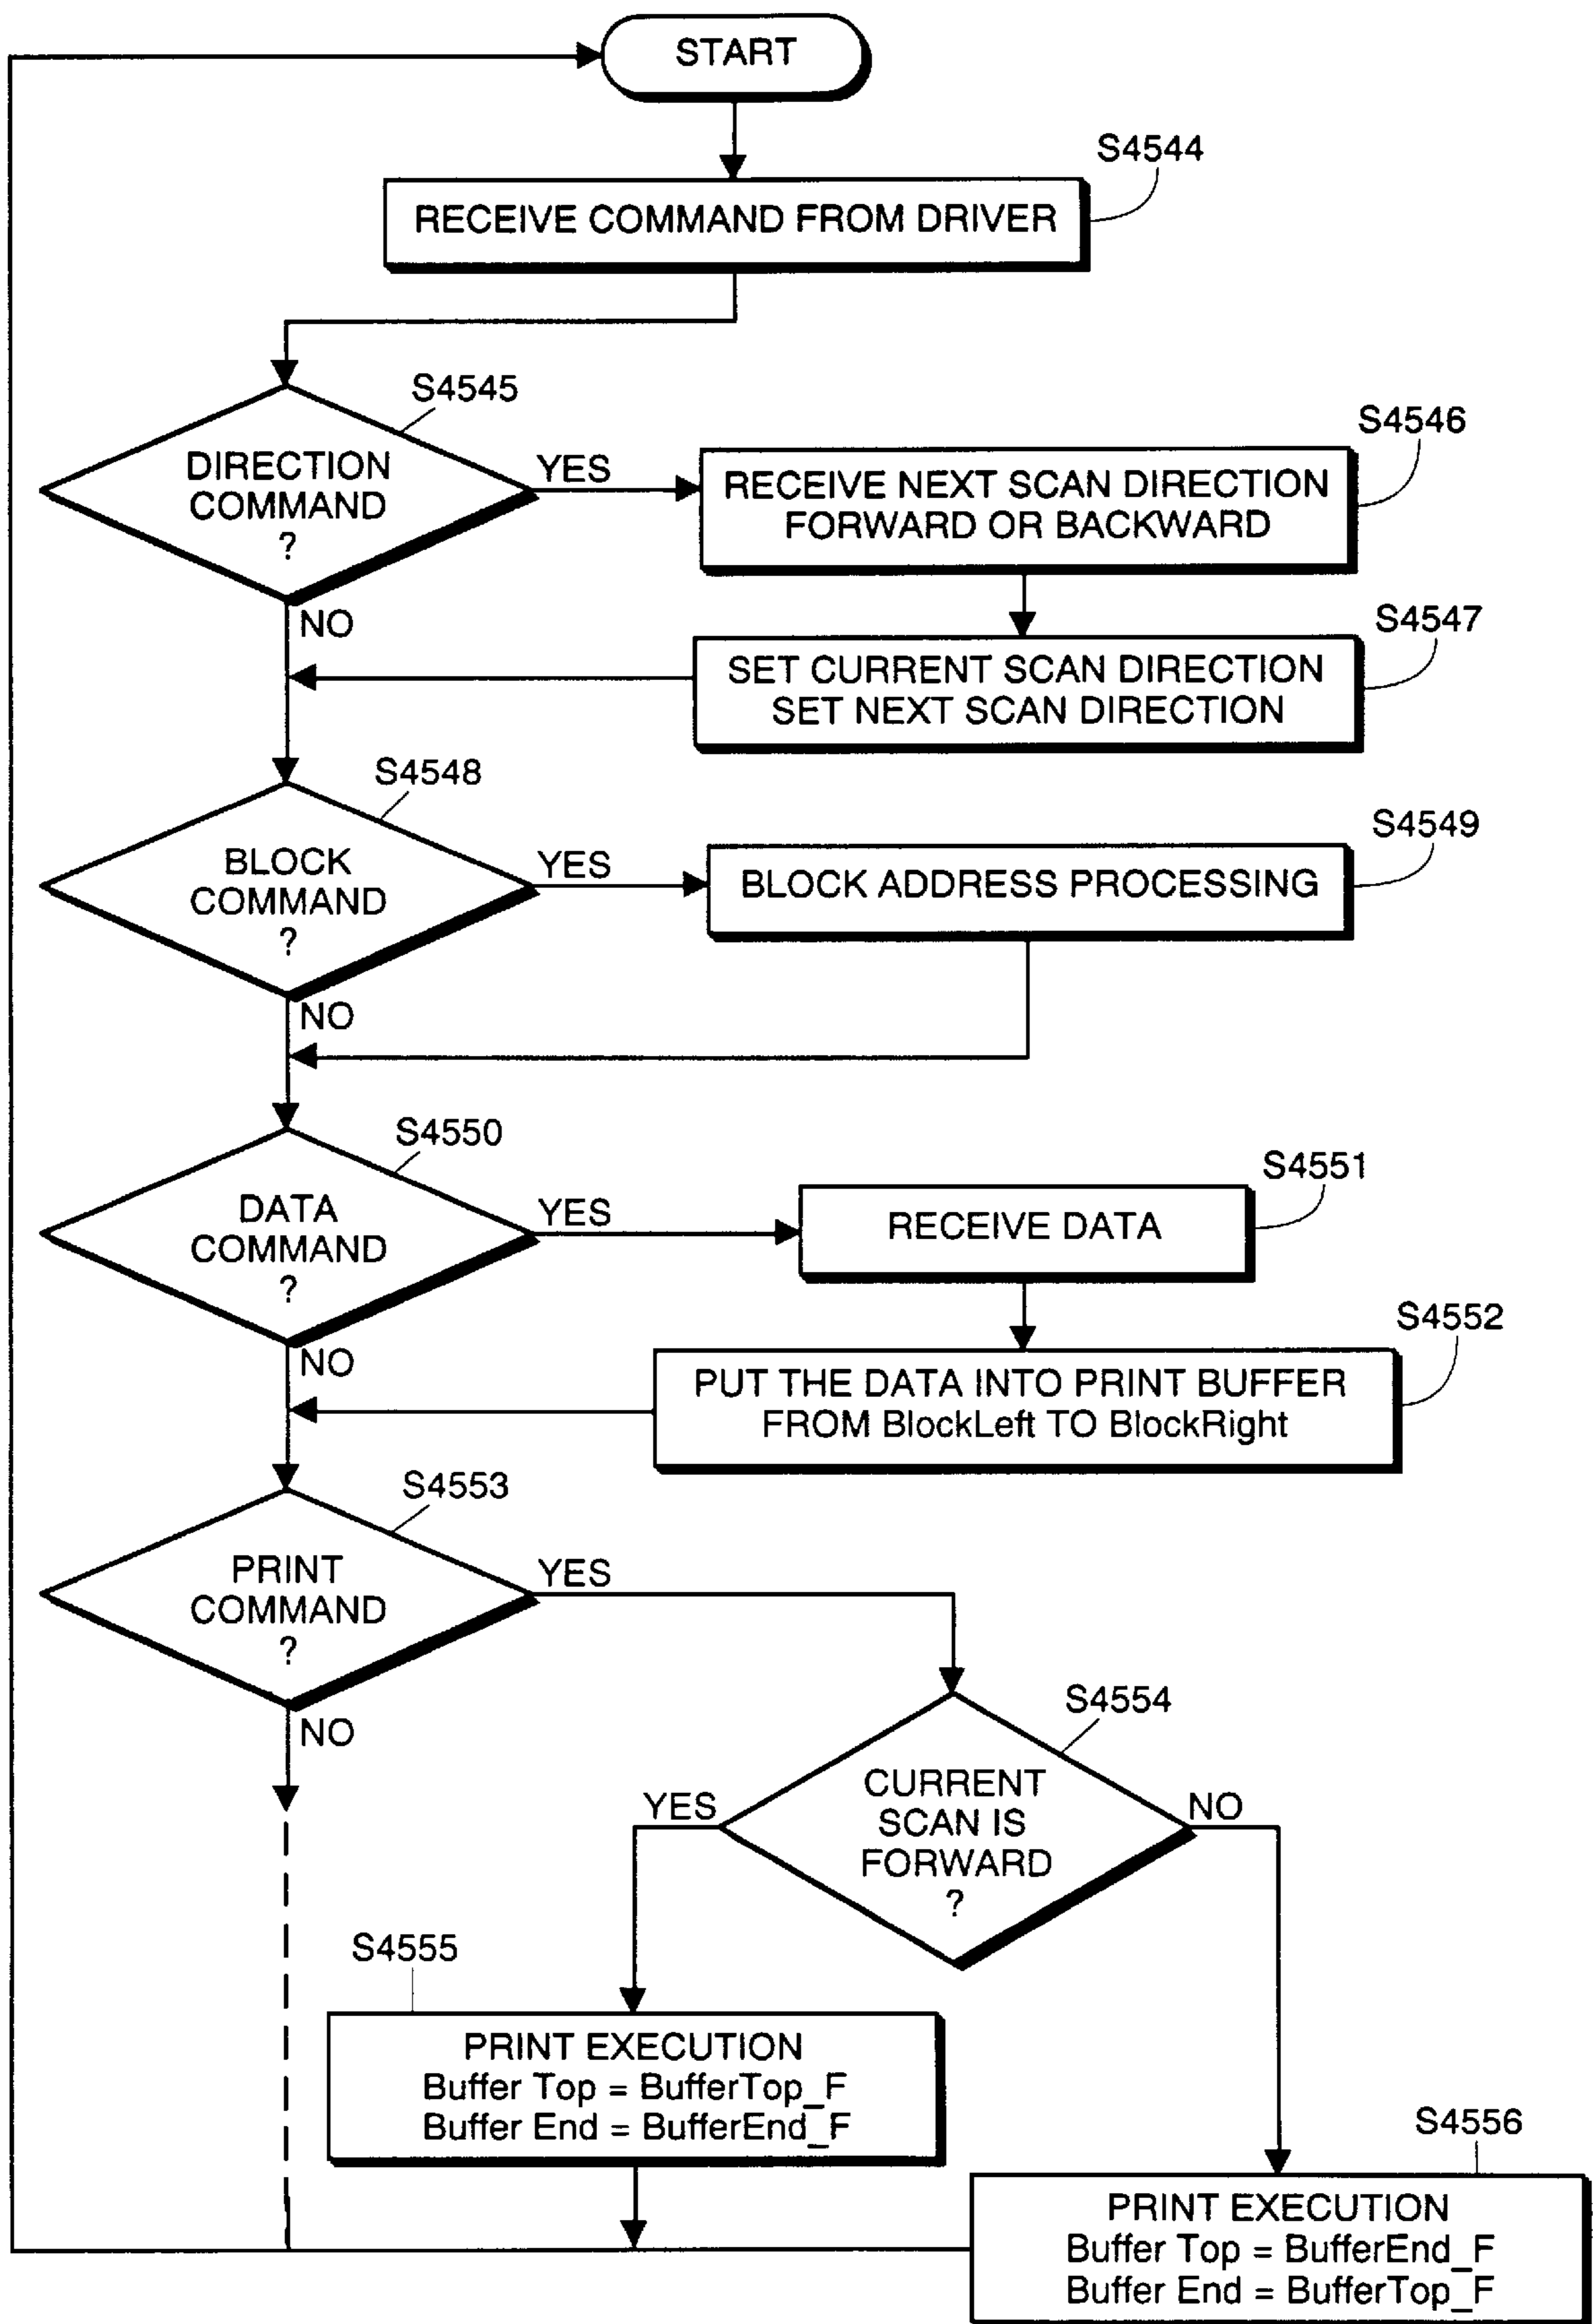 START
S4544
RECEIVE COMMAND FROM DRIVER
S4545
DIRECTION
COMMAND
?
YES
NO
S4546
RECEIVE NEXT SCAN DIRECTION
FORWARD OR BACKWARD
S4547
SET CURRENT SCAN DIRECTION
SET NEXT SCAN DIRECTION
S4548
BLOCK
COMMAND
?
YES
NO
S4549
BLOCK ADDRESS PROCESSING
S4550
DATA
COMMAND
?
YES
NO
S4551
RECEIVE DATA
S4552
PUT THE DATA INTO PRINT BUFFER
FROM BlockLeft TO BlockRight
S4553
PRINT
COMMAND
?
YES
NO
S4554
CURRENT
SCAN IS
FORWARD
?
YES
NO
S4555
PRINT EXECUTION
Buffer Top = BufferTop_F
Buffer End = BufferEnd_F
S4556
PRINT EXECUTION
Buffer Top = BufferEnd_F
Buffer End = BufferTop_F